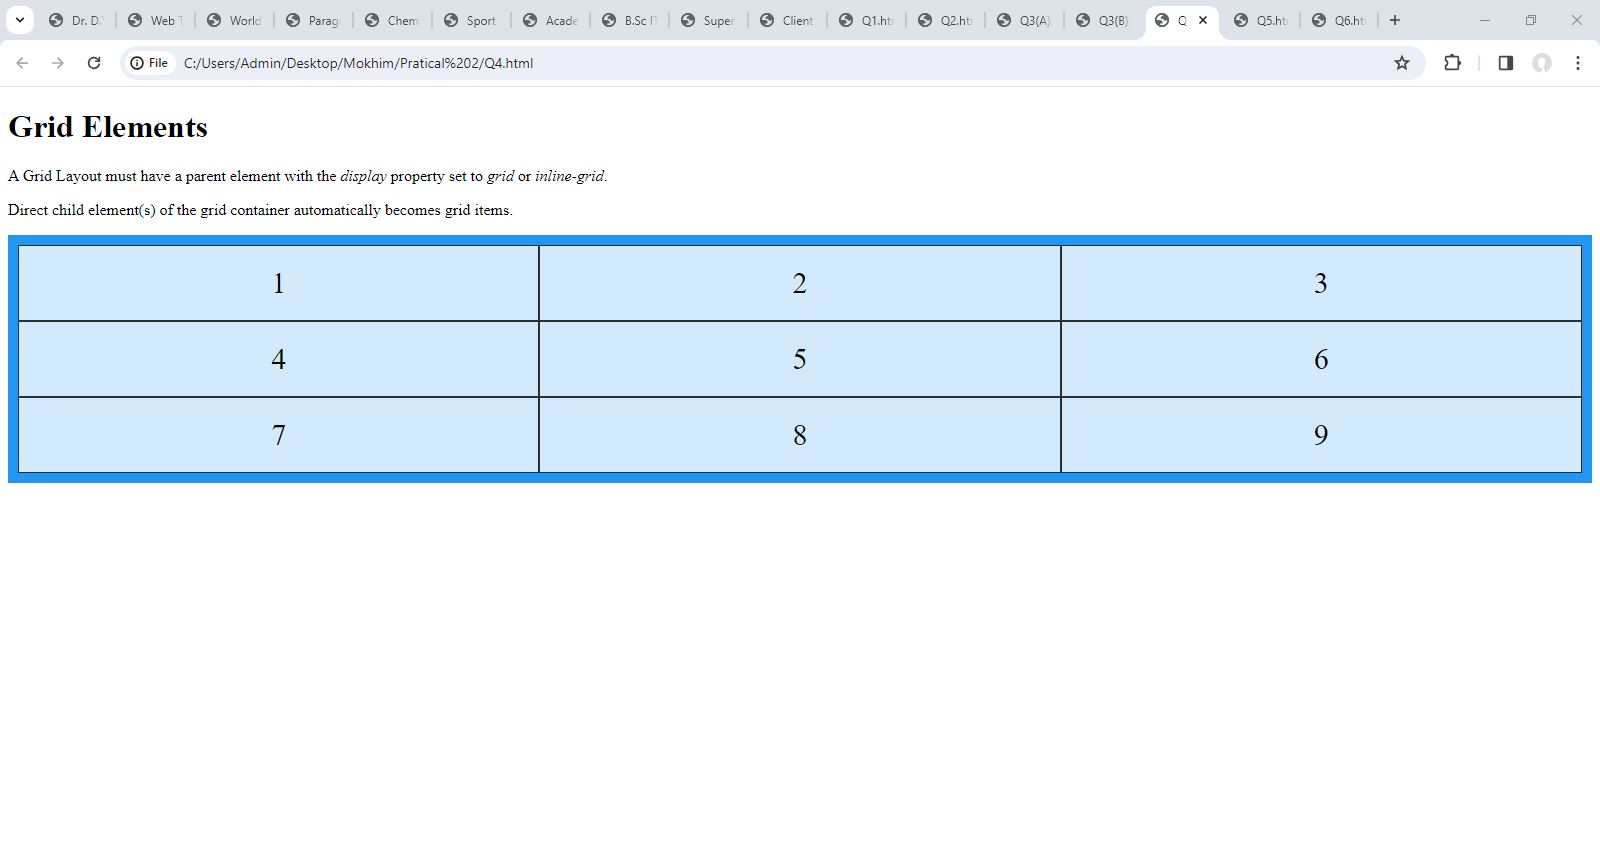 Dr. D.
Web T
World
Parag
Chem
Sport
Acade
B.Sc I
Super
Client
Q1.ht
Q2.ht
Q3(A)
Q3(B)
Q
Q5.ht
Q6.ht
File
C:/Users/Admin/Desktop/Mokhim/Pratical%202/Q4.html
Grid Elements
A Grid Layout must have a parent element with the display property set to grid or inline-grid.
Direct child element(s) of the grid container automatically becomes grid items.
1 2 3
4 5 6
7 8 9